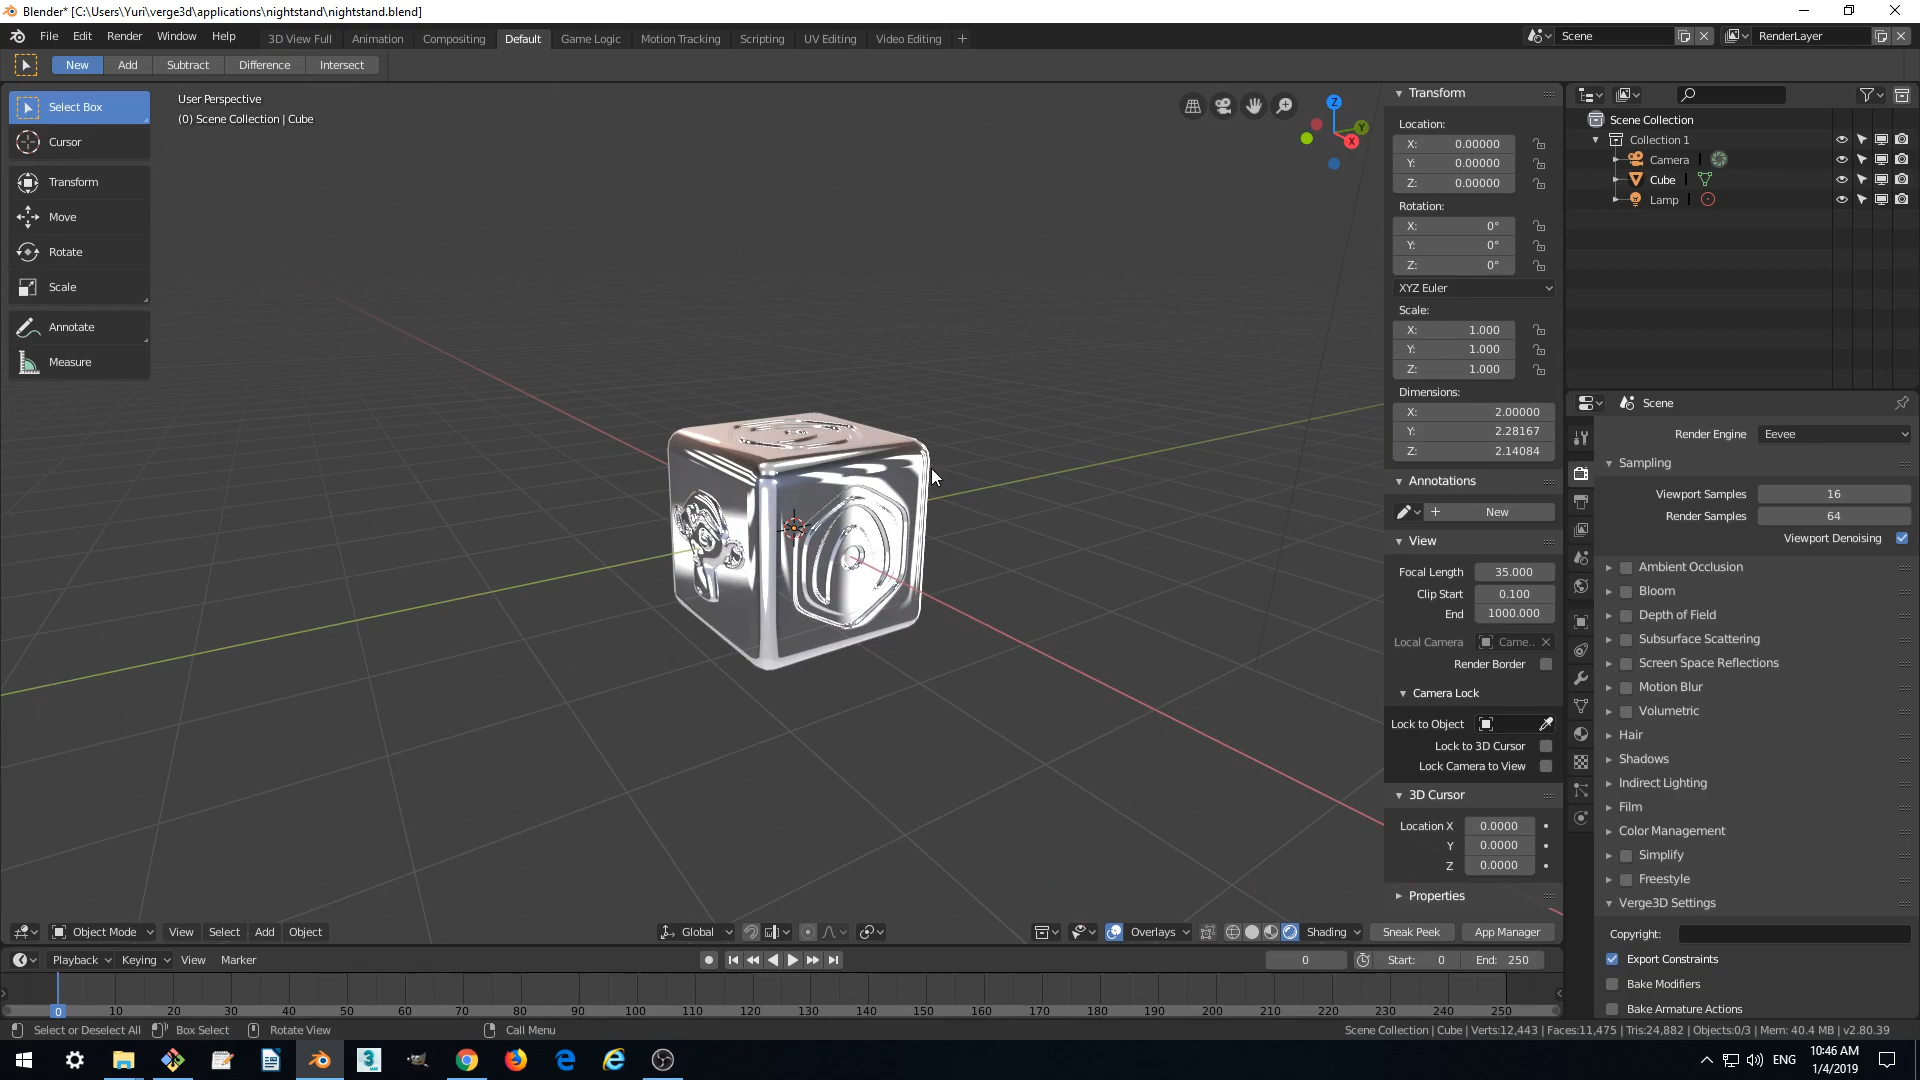 Blender* [C:\Users\Yuri\verge3d\applications\nightstand\nightstand.blend]
File Edit Render Window Help
3D View Full Animation Compositing Default Game Logic Motion Tracking Scripting UV Editing Video Editing +
Scene
RenderLayer
New Add Subtract Difference Intersect
Select Box
Cursor
Transform
Move
Rotate
Scale
Annotate
Measure
User Perspective
(0) Scene Collection | Cube
Z
Y
X
Transform
Location:
X: 0.00000
Y: 0.00000
Z: 0.00000
Rotation:
X: 0°
Y: 0°
Z: 0°
XYZ Euler
Scale:
X: 1.000
Y: 1.000
Z: 1.000
Dimensions:
X: 2.00000
Y: 2.28167
Z: 2.14084
Annotations
+ New
View
Focal Length 35.000
Clip Start 0.100
End 1000.000
Local Camera Came..
Render Border
Camera Lock
Lock to Object
Lock to 3D Cursor
Lock Camera to View
3D Cursor
Location X 0.0000
Y 0.0000
Z 0.0000
Properties
Scene Collection
Collection 1
Camera
Cube
Lamp
Scene
Render Engine Eevee
Sampling
Viewport Samples 16
Render Samples 64
Viewport Denoising
Ambient Occlusion
Bloom
Depth of Field
Subsurface Scattering
Screen Space Reflections
Motion Blur
Volumetric
Hair
Shadows
Indirect Lighting
Film
Color Management
Simplify
Freestyle
Verge3D Settings
Copyright:
Export Constraints
Bake Modifiers
Bake Armature Actions
Object Mode View Select Add Object
Global
Overlays
Shading
Sneak Peek
App Manager
Playback Keying View Marker
0
Start: 0
End: 250
0 10 20 30 40 50 60 70 80 90 100 110 120 130 140 150 160 170 180 190 200 210 220 230 240 250
Select or Deselect All Box Select Rotate View Call Menu
Scene Collection | Cube | Verts:12,443 | Faces:11,475 | Tris:24,882 | Objects:0/3 | Mem: 40.4 MB | v2.80.39
ENG
10:46 AM
1/4/2019